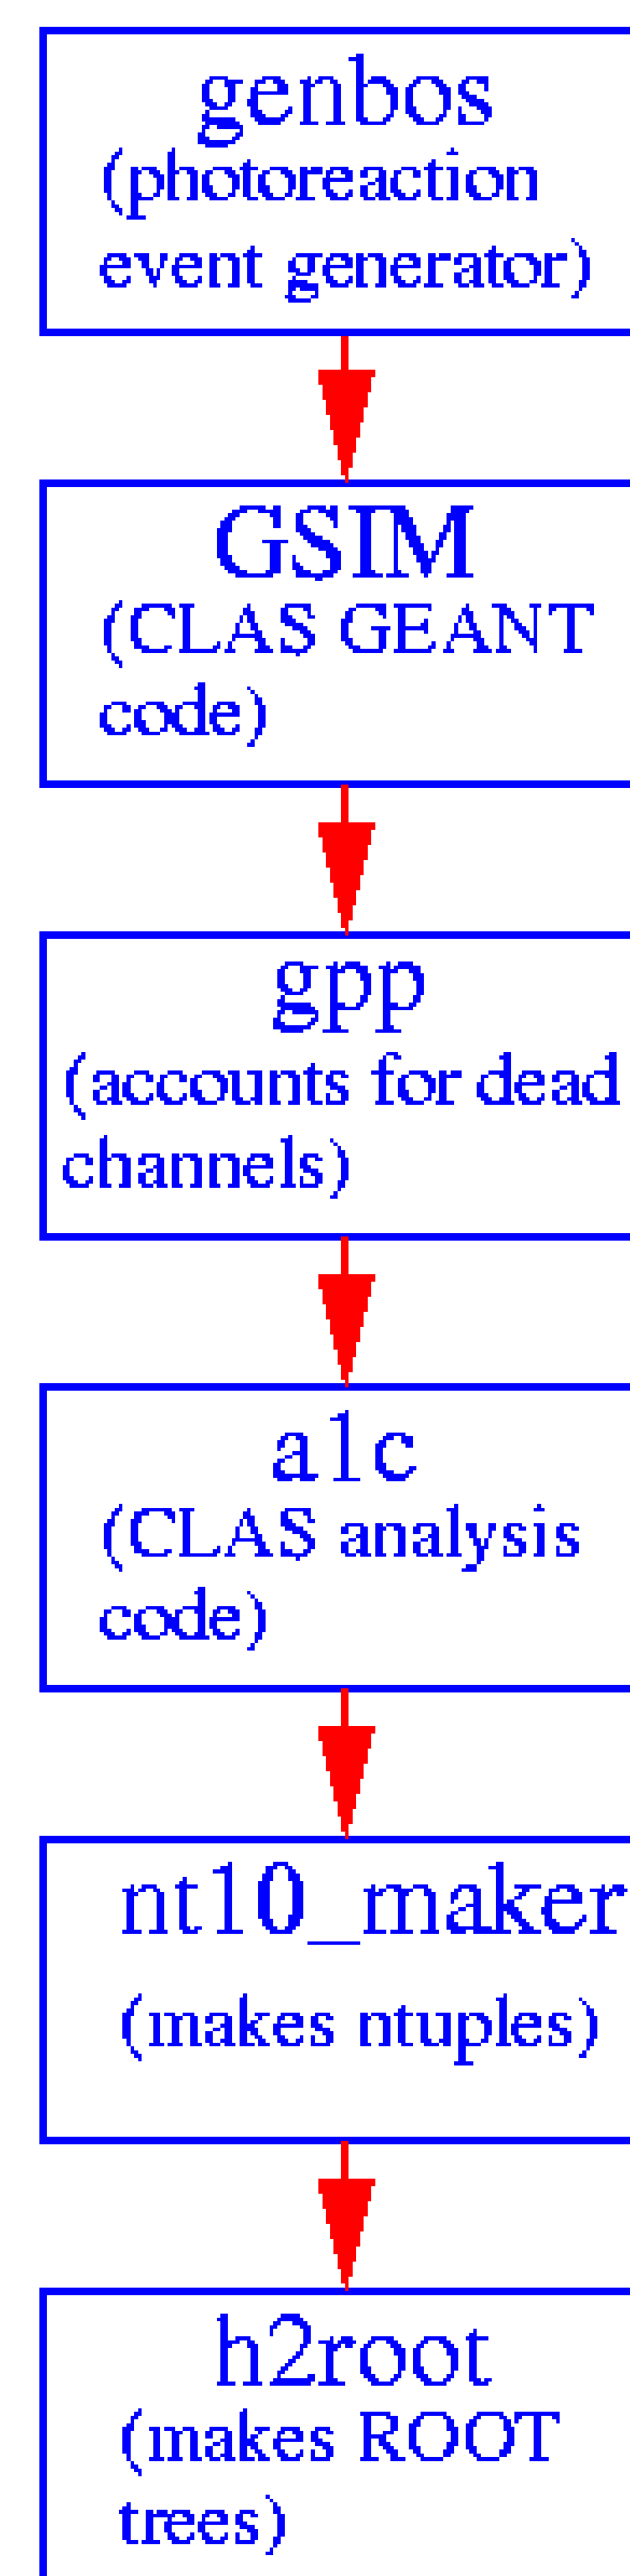 genbos
(photoreaction
event generator)
GSIM
(CLAS GEANT
code)
gpp
(accounts for dead
channels)
a1c
(CLAS analysis
code)
nt10_maker
(makes ntuples)
h2root
(makes ROOT
trees)